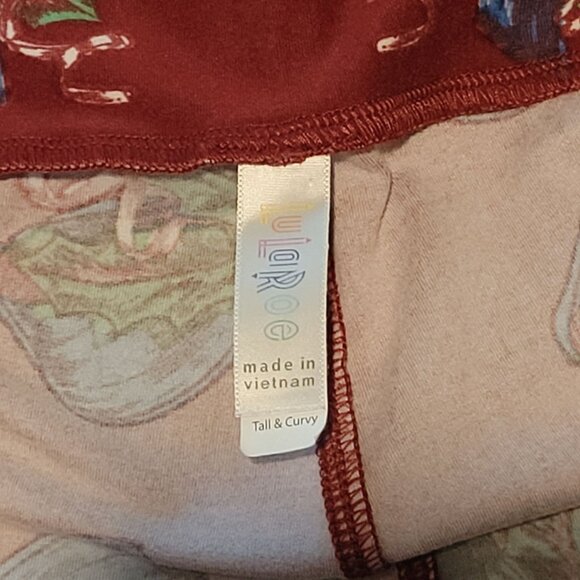 LuLaRoe
made in
vietnam
Tall & Curvy